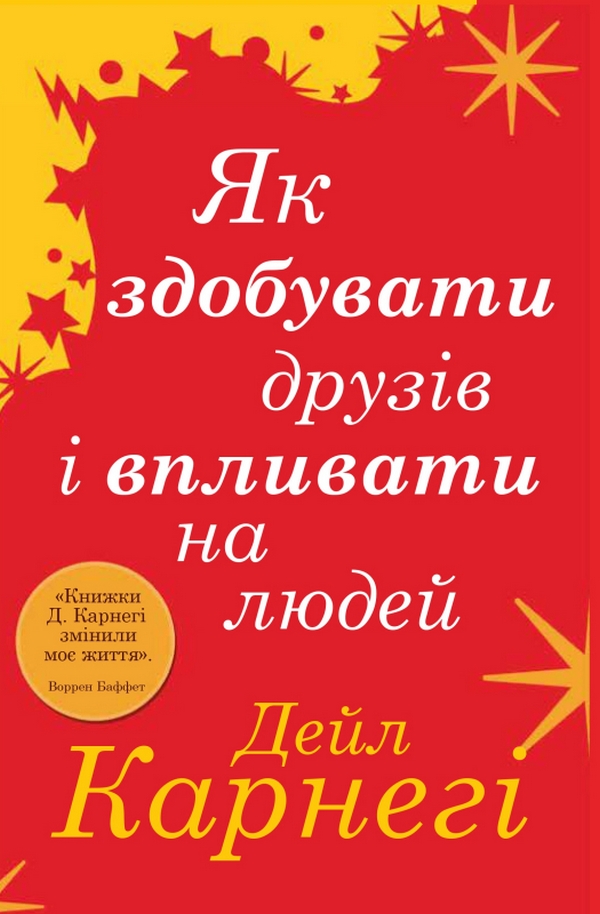 Як
здобувати
друзів
і впливати
на
людей
«Книжки
Д. Карнегі
змінили
моє життя».
Воррен Баффет
Дейл
Карнегі